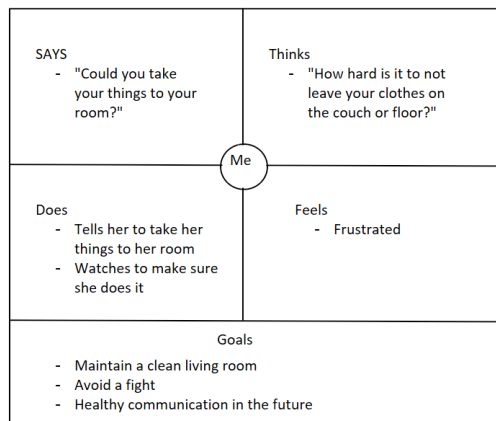 SAYS
- "Could you take
your things to your
room?"
Thinks
- "How hard is it to not
leave your clothes on
the couch or floor?"
Me
Does
- Tells her to take her
things to her room
- Watches to make sure
she does it
Feels
- Frustrated
Goals
- Maintain a clean living room
- Avoid a fight
- Healthy communication in the future